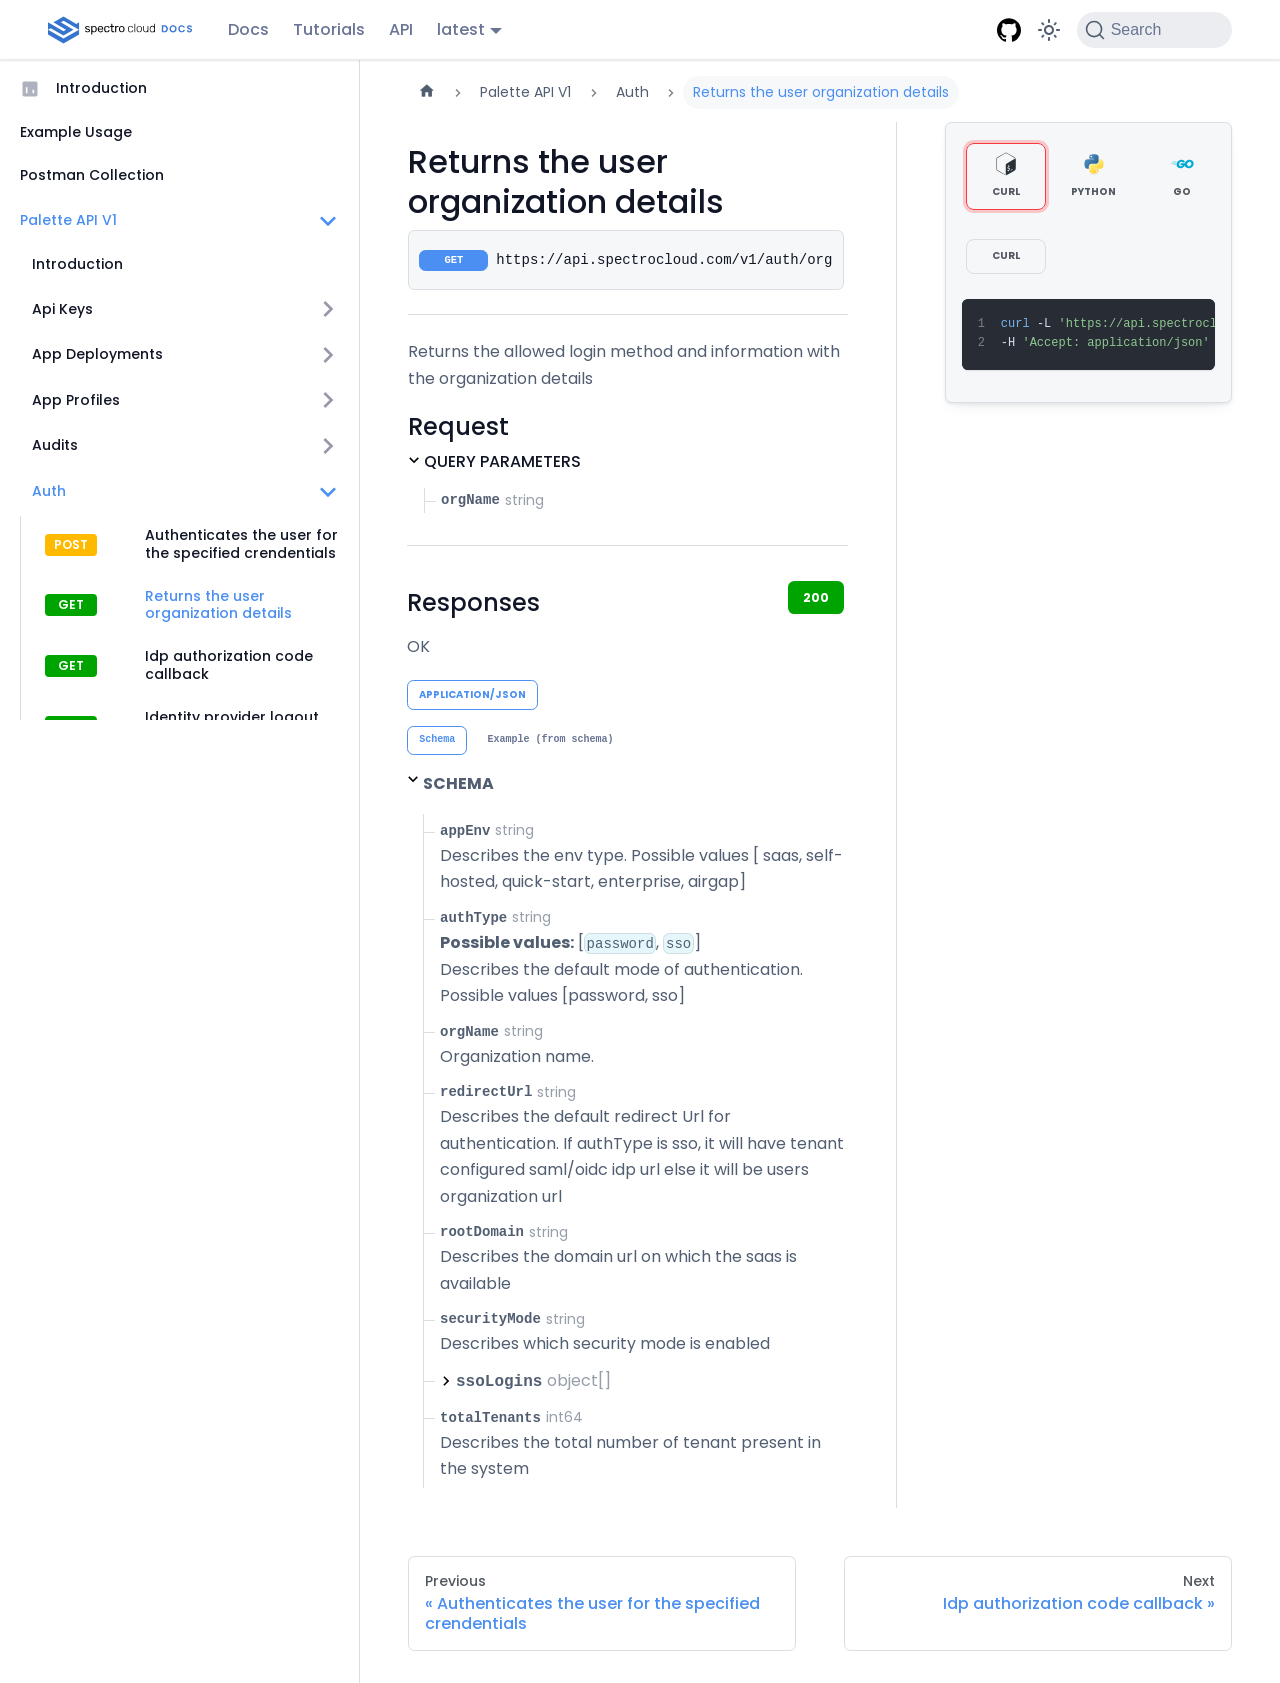 spectro cloud DOCS
Docs
Tutorials
API
latest
Search
Introduction
Example Usage
Postman Collection
Palette API V1
Introduction
Api Keys
App Deployments
App Profiles
Audits
Auth
POST
Authenticates the user for
the specified crendentials
GET
Returns the user
organization details
GET
Idp authorization code
callback
Identity provider logout
Palette API V1
Auth
Returns the user organization details
Returns the user
organization details
GET
https://api.spectrocloud.com/v1/auth/org
Returns the allowed login method and information with
the organization details
Request
QUERY PARAMETERS
orgName string
Responses
200
OK
APPLICATION/JSON
Schema
Example (from schema)
SCHEMA
appEnv string
Describes the env type. Possible values [ saas, self-
hosted, quick-start, enterprise, airgap]
authType string
Possible values: [password, sso]
Describes the default mode of authentication.
Possible values [password, sso]
orgName string
Organization name.
redirectUrl string
Describes the default redirect Url for
authentication. If authType is sso, it will have tenant
configured saml/oidc idp url else it will be users
organization url
rootDomain string
Describes the domain url on which the saas is
available
securityMode string
Describes which security mode is enabled
ssoLogins object[]
totalTenants int64
Describes the total number of tenant present in
the system
CURL
PYTHON
GO
GO
CURL
1 curl -L 'https://api.spectrocl
2 -H 'Accept: application/json'
Previous
« Authenticates the user for the specified
crendentials
Next
Idp authorization code callback »